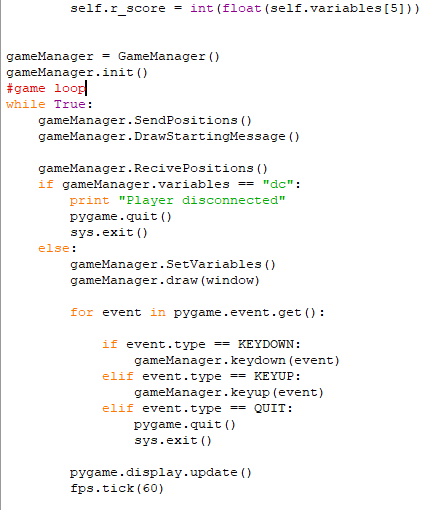 self.r_score = int(float(self.variables[5]))
gameManager = GameManager()
gameManager.init()
#game loop
while True:
    gameManager.SendPositions()
    gameManager.DrawStartingMessage()
    gameManager.RecivePositions()
    if gameManager.variables == "dc":
        print "Player disconnected"
        pygame.quit()
        sys.exit()
    else:
        gameManager.SetVariables()
        gameManager.draw(window)
        for event in pygame.event.get():
            if event.type == KEYDOWN:
                gameManager.keydown(event)
            elif event.type == KEYUP:
                gameManager.keyup(event)
            elif event.type == QUIT:
                pygame.quit()
                sys.exit()
        pygame.display.update()
        fps.tick(60)